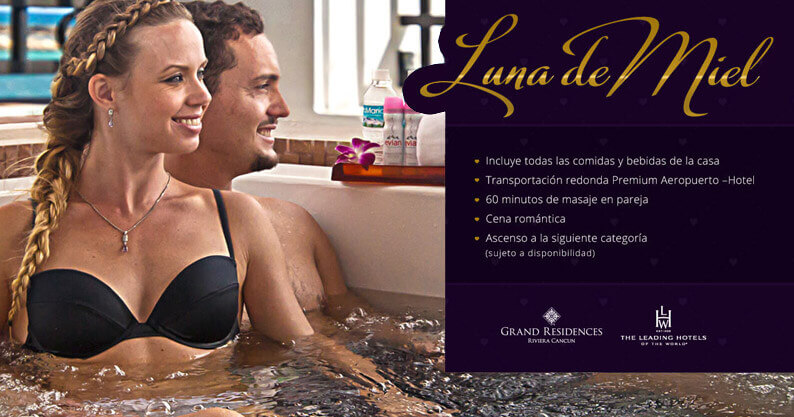 Luna de Miel
Incluye todas las comidas y bebidas de la casa
Transportación redonda Premium Aeropuerto –Hotel
60 minutos de masaje en pareja
Cena romántica
Ascenso a la siguiente categoría
(sujeto a disponibilidad)
GRAND RESIDENCES
RIVIERA CANCUN
THE LEADING HOTELS
OF THE WORLD®
evian